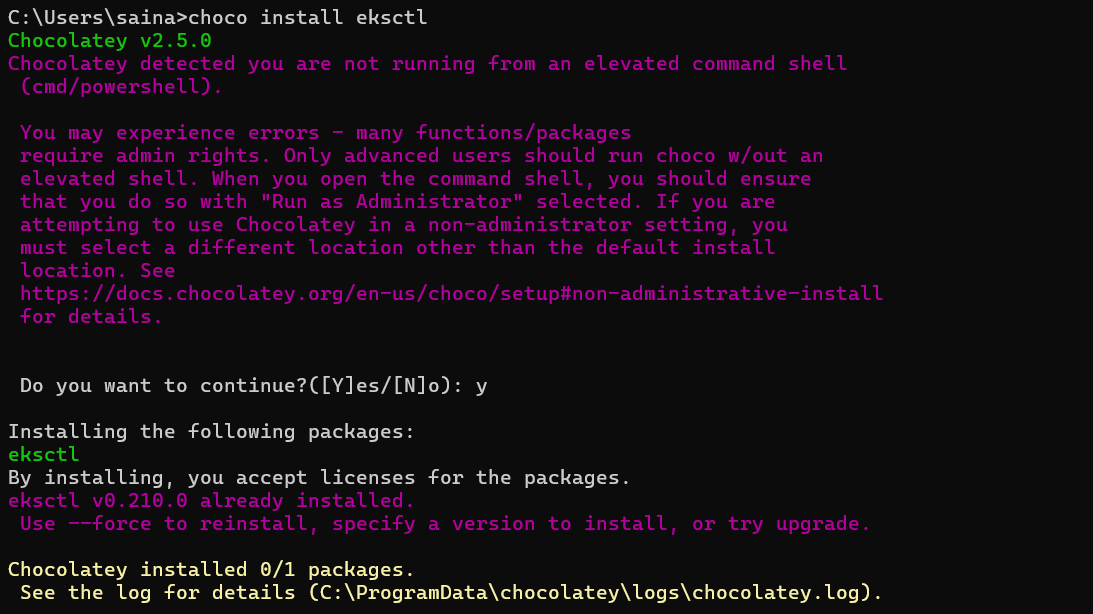 C:\Users\saina>choco install eksctl
Chocolatey v2.5.0
Chocolatey detected you are not running from an elevated command shell
(cmd/powershell).
You may experience errors - many functions/packages
require admin rights. Only advanced users should run choco w/out an
elevated shell. When you open the command shell, you should ensure
that you do so with "Run as Administrator" selected. If you are
attempting to use Chocolatey in a non-administrator setting, you
must select a different location other than the default install
location. See
https://docs.chocolatey.org/en-us/choco/setup#non-administrative-install
for details.
Do you want to continue?([Y]es/[N]o): y
Installing the following packages:
eksctl
By installing, you accept licenses for the packages.
eksctl v0.210.0 already installed.
Use --force to reinstall, specify a version to install, or try upgrade.
Chocolatey installed 0/1 packages.
See the log for details (C:\ProgramData\chocolatey\logs\chocolatey.log).